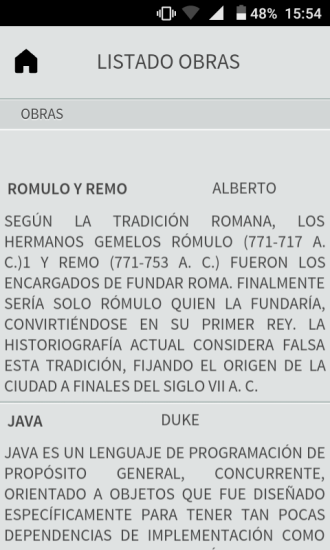 48% 15:54
LISTADO OBRAS
OBRAS
ROMULO Y REMO ALBERTO
SEGÚN LA TRADICIÓN ROMANA, LOS
HERMANOS GEMELOS RÓMULO (771-717 A.
C.)1 Y REMO (771-753 A. C.) FUERON LOS
ENCARGADOS DE FUNDAR ROMA. FINALMENTE
SERÍA SOLO RÓMULO QUIEN LA FUNDARÍA,
CONVIRTIÉNDOSE EN SU PRIMER REY. LA
HISTORIOGRAFÍA ACTUAL CONSIDERA FALSA
ESTA TRADICIÓN, FIJANDO EL ORIGEN DE LA
CIUDAD A FINALES DEL SIGLO VII A. C.
JAVA DUKE
JAVA ES UN LENGUAJE DE PROGRAMACIÓN DE
PROPÓSITO GENERAL, CONCURRENTE,
ORIENTADO A OBJETOS QUE FUE DISEÑADO
ESPECÍFICAMENTE PARA TENER TAN POCAS
DEPENDENCIAS DE IMPLEMENTACIÓN COMO